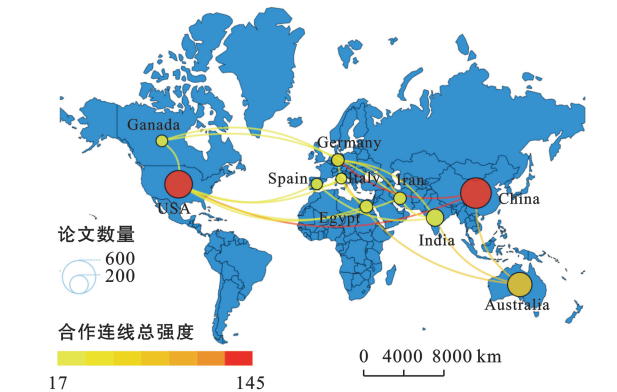 Ganada
Germany
Spain
Italy
Iran
USA
Egypt
China
India
Australia
论文数量
600
200
合作连线总强度
17
145
0 4000 8000 km